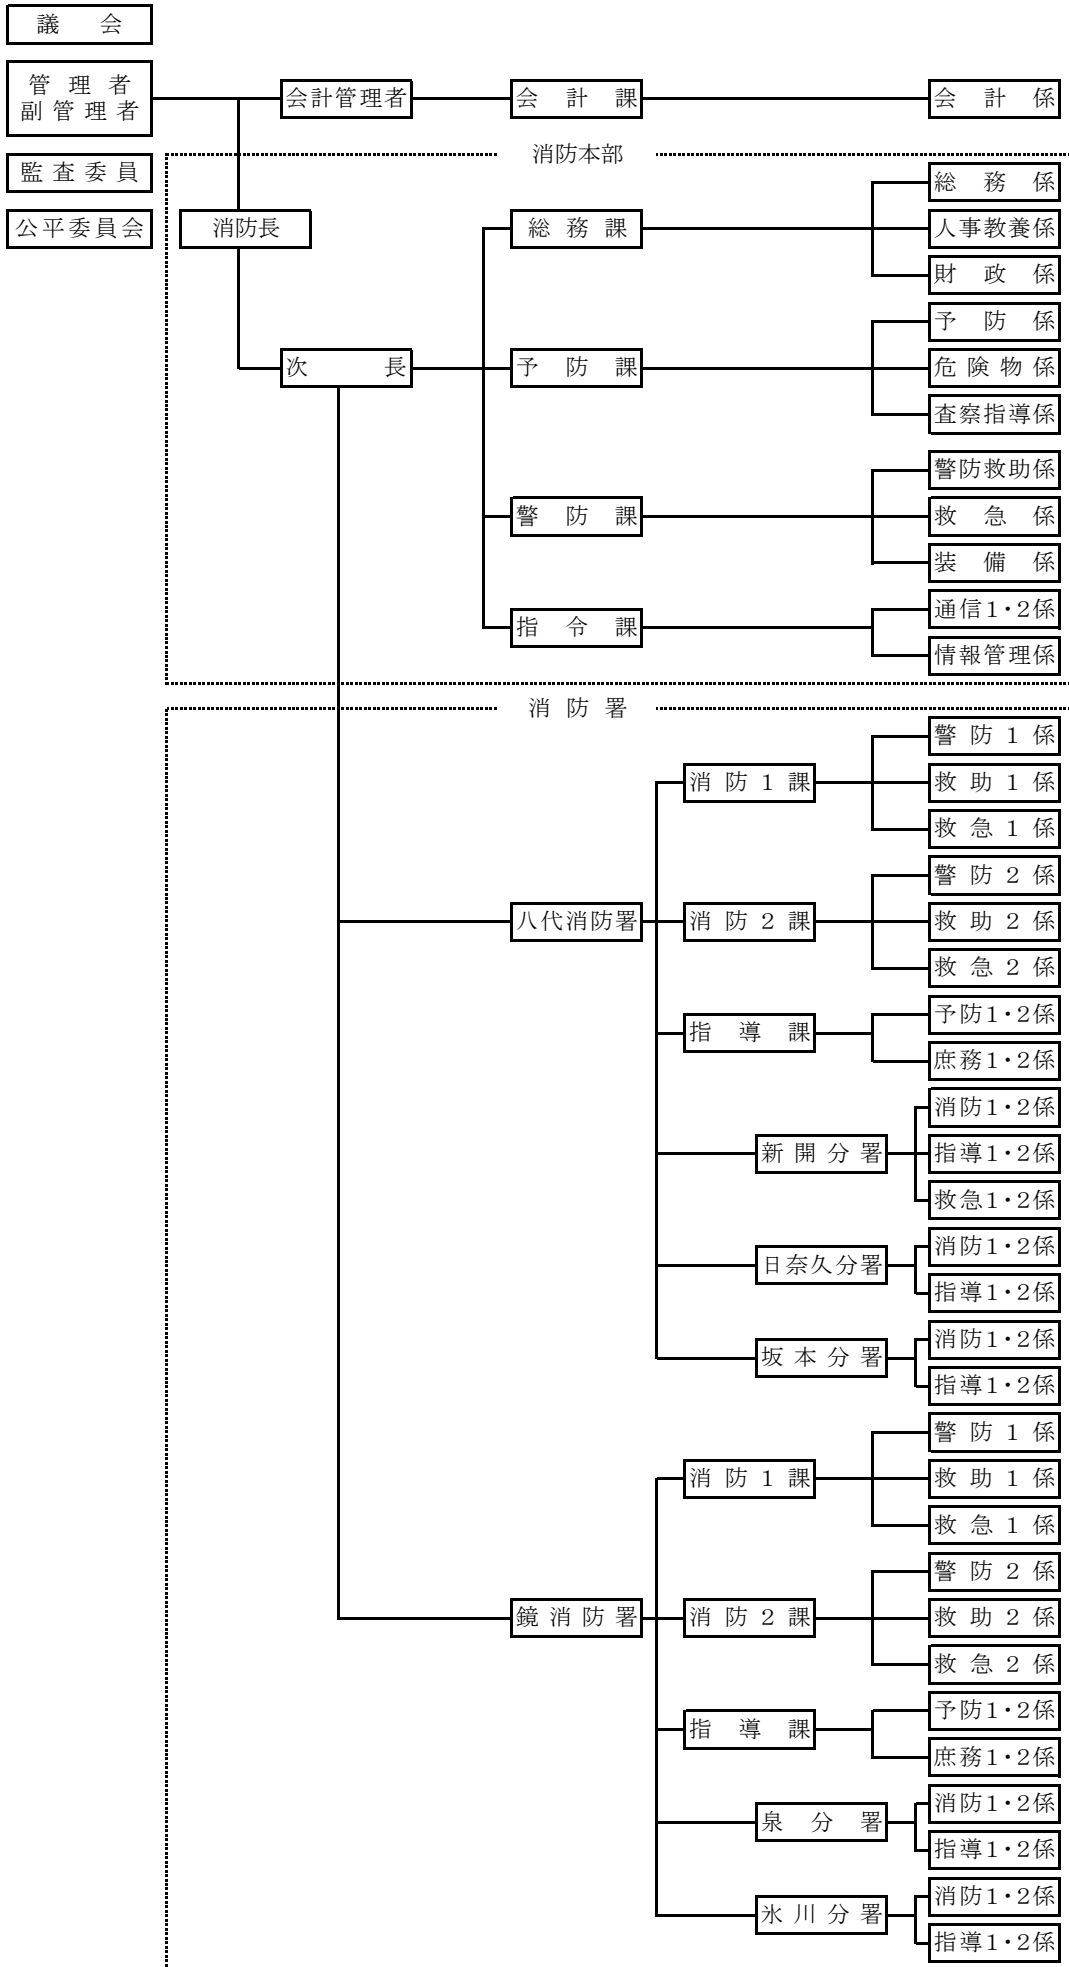 議会
管理者
副管理者
会計管理者
会計課
会計係
消防本部
監査委員
総務係
公平委員会
消防長
総務課
人事教養係
財政係
予防係
次長
予防課
危険物係
査察指導係
警防救助係
警防課
救急係
装備係
通信1・2係
指令課
情報管理係
消防署
警防1係
消防1課
救助1係
救急1係
警防2係
八代消防署
消防2課
救助2係
救急2係
予防1・2係
指導課
庶務1・2係
消防1・2係
新開分署
指導1・2係
救急1・2係
消防1・2係
日奈久分署
指導1・2係
消防1・2係
坂本分署
指導1・2係
警防1係
消防1課
救助1係
救急1係
警防2係
鏡消防署
消防2課
救助2係
救急2係
予防1・2係
指導課
庶務1・2係
消防1・2係
泉分署
指導1・2係
消防1・2係
氷川分署
指導1・2係